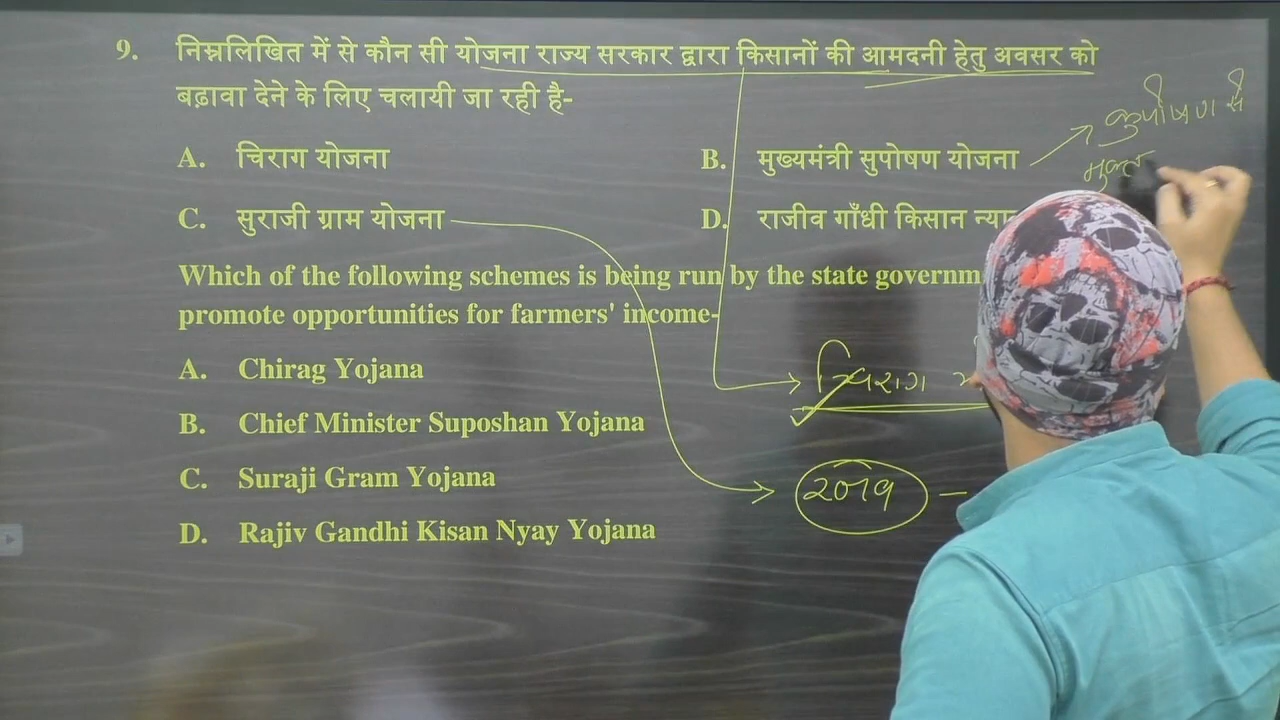 9. निम्नलिखित में से कौन सी योजना राज्य सरकार द्वारा किसानों की आमदनी हेतु अवसर को
बढ़ावा देने के लिए चलायी जा रही है-
A. चिराग योजना
B. मुख्यमंत्री सुपोषण योजना
C. सुराजी ग्राम योजना
D. राजीव गाँधी किसान
Which of the following schemes is being run by the state
promote opportunities for farmers' income-
A. Chirag Yojana
B. Chief Minister Suposhan Yojana
C. Suraji Gram Yojana
D. Rajiv Gandhi Kisan Nyay Yojana
कुपोषण से
मुक्त
चिराग
2019 -